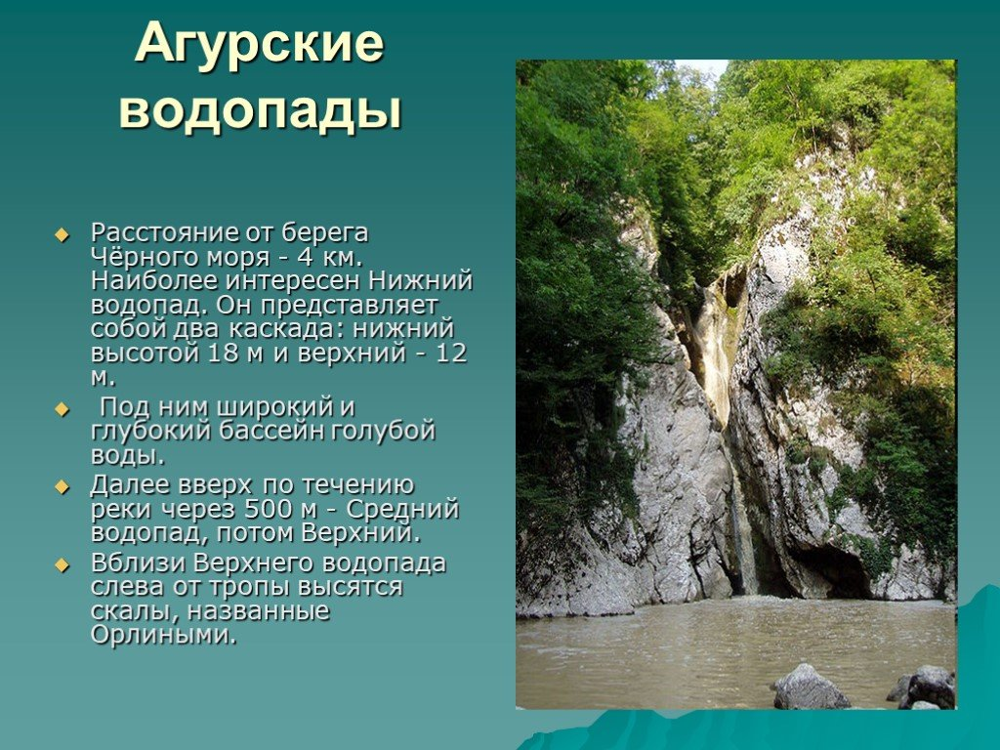 Агурские
водопады
Расстояние от берега
Чёрного моря - 4 км.
Наиболее интересен Нижний
водопад. Он представляет
собой два каскада: нижний
высотой 18 м и верхний - 12
м.
Под ним широкий и
глубокий бассейн голубой
воды.
Далее вверх по течению
реки через 500 м - Средний
водопад, потом Верхний.
Вблизи Верхнего водопада
слева от тропы высятся
скалы, названные
Орлиными.